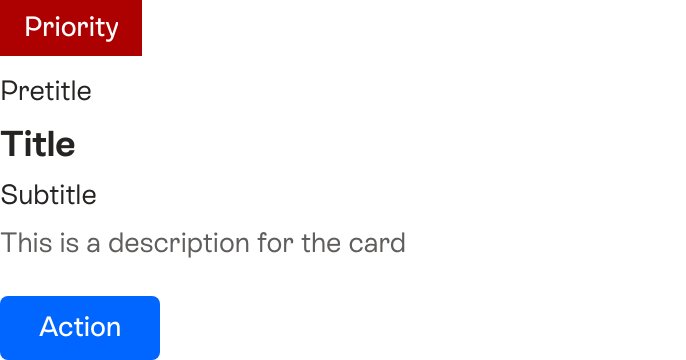 Priority
Pretitle
Title
Subtitle
This is a description for the card
Action